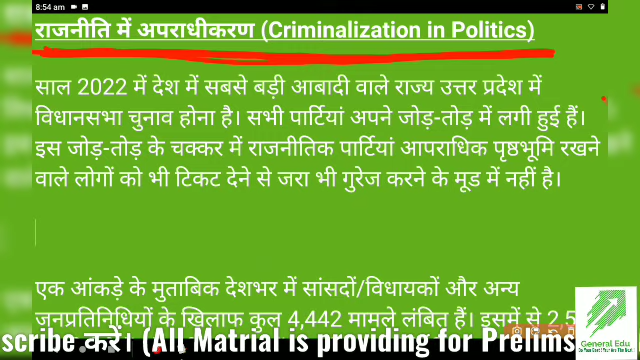 8:54 am
राजनीति में अपराधीकरण (Criminalization in Politics)
साल 2022 में देश में सबसे बड़ी आबादी वाले राज्य उत्तर प्रदेश में
विधानसभा चुनाव होना है। सभी पार्टियां अपने जोड़-तोड़ में लगी हुई हैं।
इस जोड़-तोड़ के चक्कर में राजनीतिक पार्टियां आपराधिक पृष्ठभूमि रखने
वाले लोगों को भी टिकट देने से जरा भी गुरेज करने के मूड में नहीं है।
एक आंकड़े के मुताबिक देशभर में सांसदों/विधायकों और अन्य
जनप्रतिनिधियों के खिलाफ कुल 4,442 मामले लंबित हैं। इसमें से 2,5
scribe करें। (All Matrial is providing for Prelims
General Edu